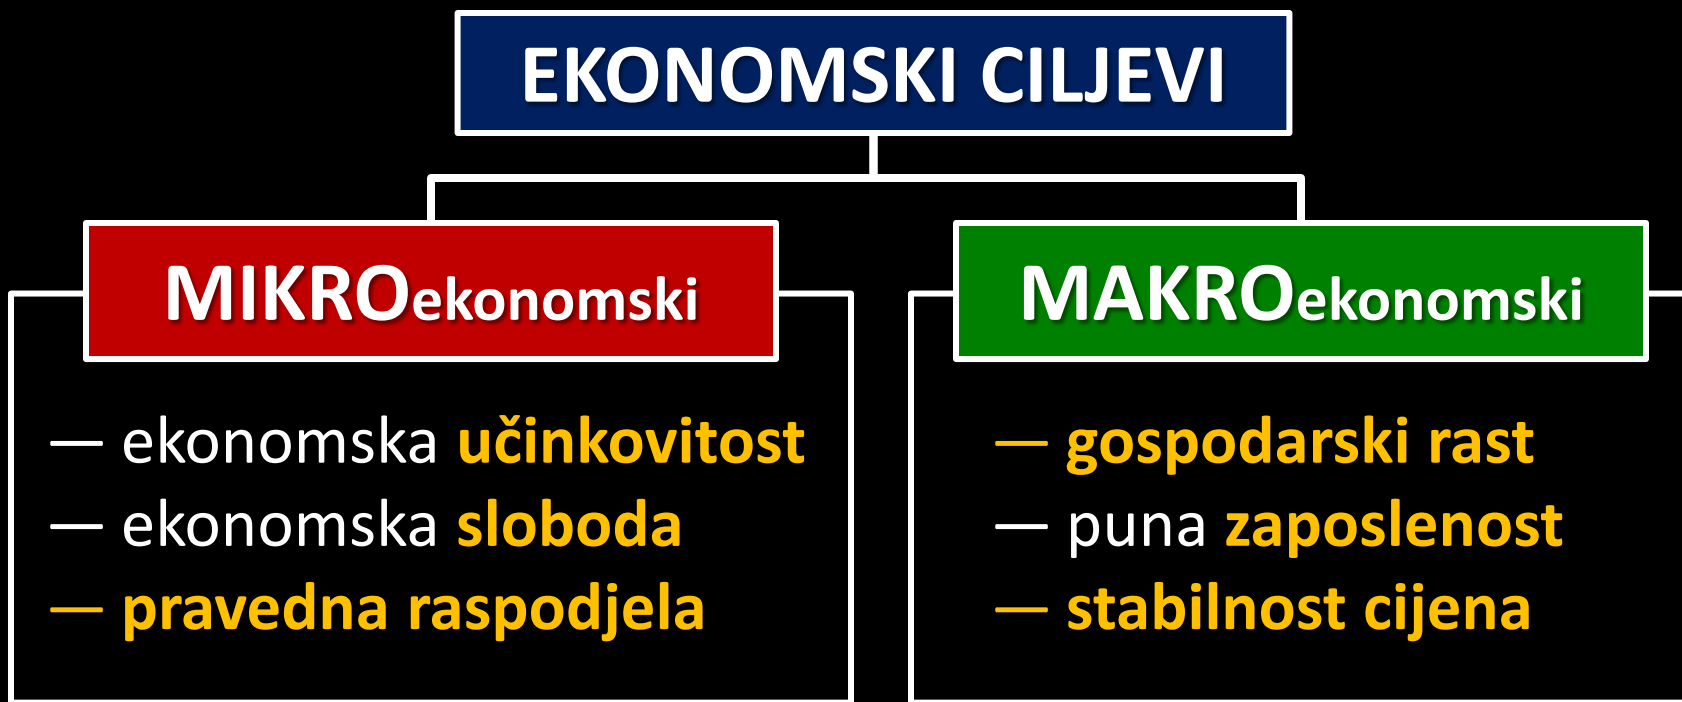 EKONOMSKI CILJEVI
MIKROekonomski
— ekonomska učinkovitost
— ekonomska sloboda
— pravedna raspodjela
MAKROekonomski
— gospodarski rast
— puna zaposlenost
— stabilnost cijena